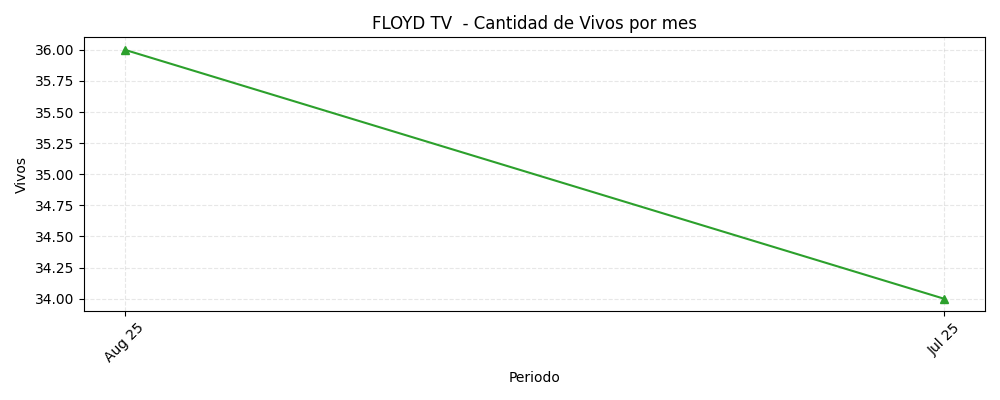 FLOYD TV  - Cantidad de Vivos por mes
36.00
35.75
35.50
35.25
35.00
34.75
34.50
34.25
34.00
Vivos
Aug 25
Jul 25
Periodo